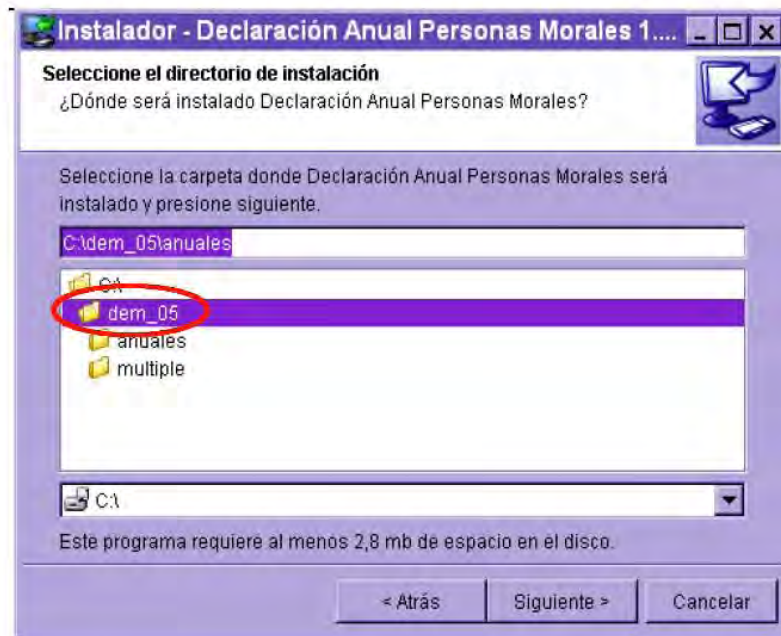 Instalador - Declaración Anual Personas Morales 1....
Seleccione el directorio de instalación
¿Dónde será instalado Declaración Anual Personas Morales?
Seleccione la carpeta donde Declaración Anual Personas Morales será
instalado y presione siguiente.
C:\dem_05\anuales
C:\
dem_05
anuales
multiple
C:\
Este programa requiere al menos 2,8 mb de espacio en el disco.
< Atrás
Siguiente >
Cancelar